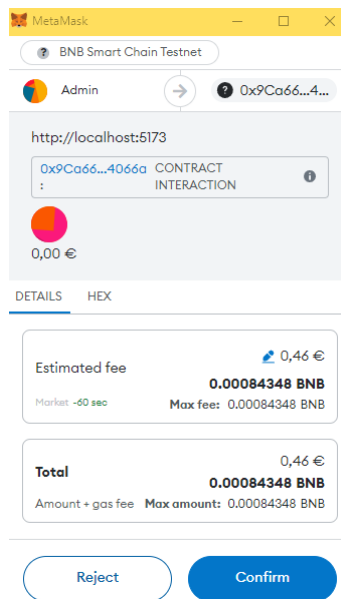 MetaMask
? BNB Smart Chain Testnet
Admin
? 0x9Ca66...4...
http://localhost:5173
0x9Ca66...4066a : CONTRACT INTERACTION
0,00 €
DETAILS HEX
Estimated fee 0,46 €
0.00084348 BNB
Market ~60 sec Max fee: 0.00084348 BNB
0,46 €
Total 0.00084348 BNB
Amount + gas fee Max amount: 0.00084348 BNB
Reject Confirm